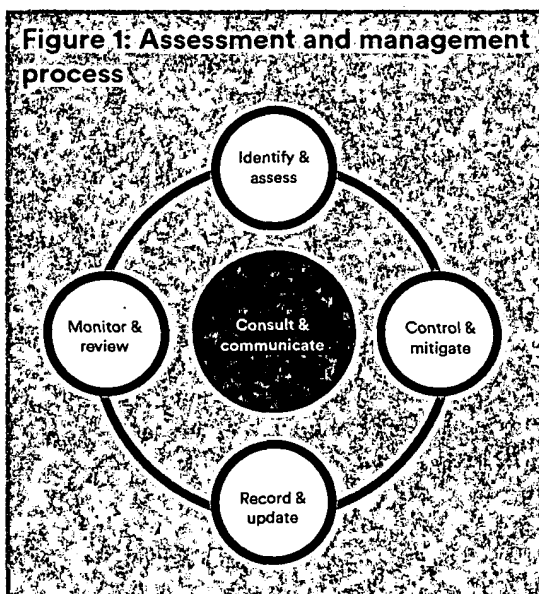 Figure 1: Assessment and management
process
Identify &
assess
Monitor &
review
Consult &
communicate
Control &
mitigate
Record &
update